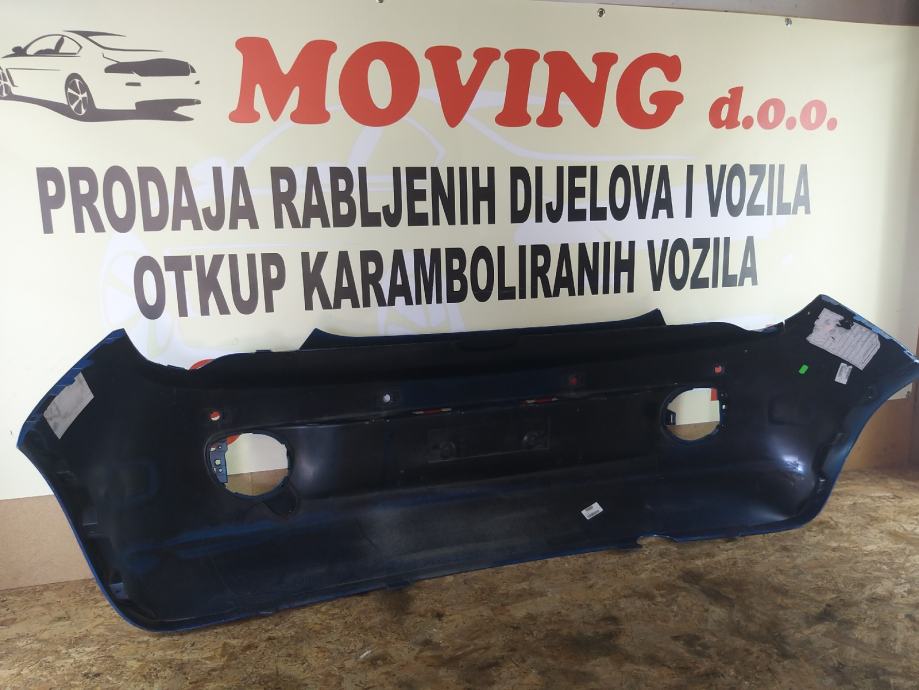 MOVING d.o.o.
PRODAJA RABLJENIH DIJELOVA I VOZILA
OTKUP KARAMBOLIRANIH VOZILA